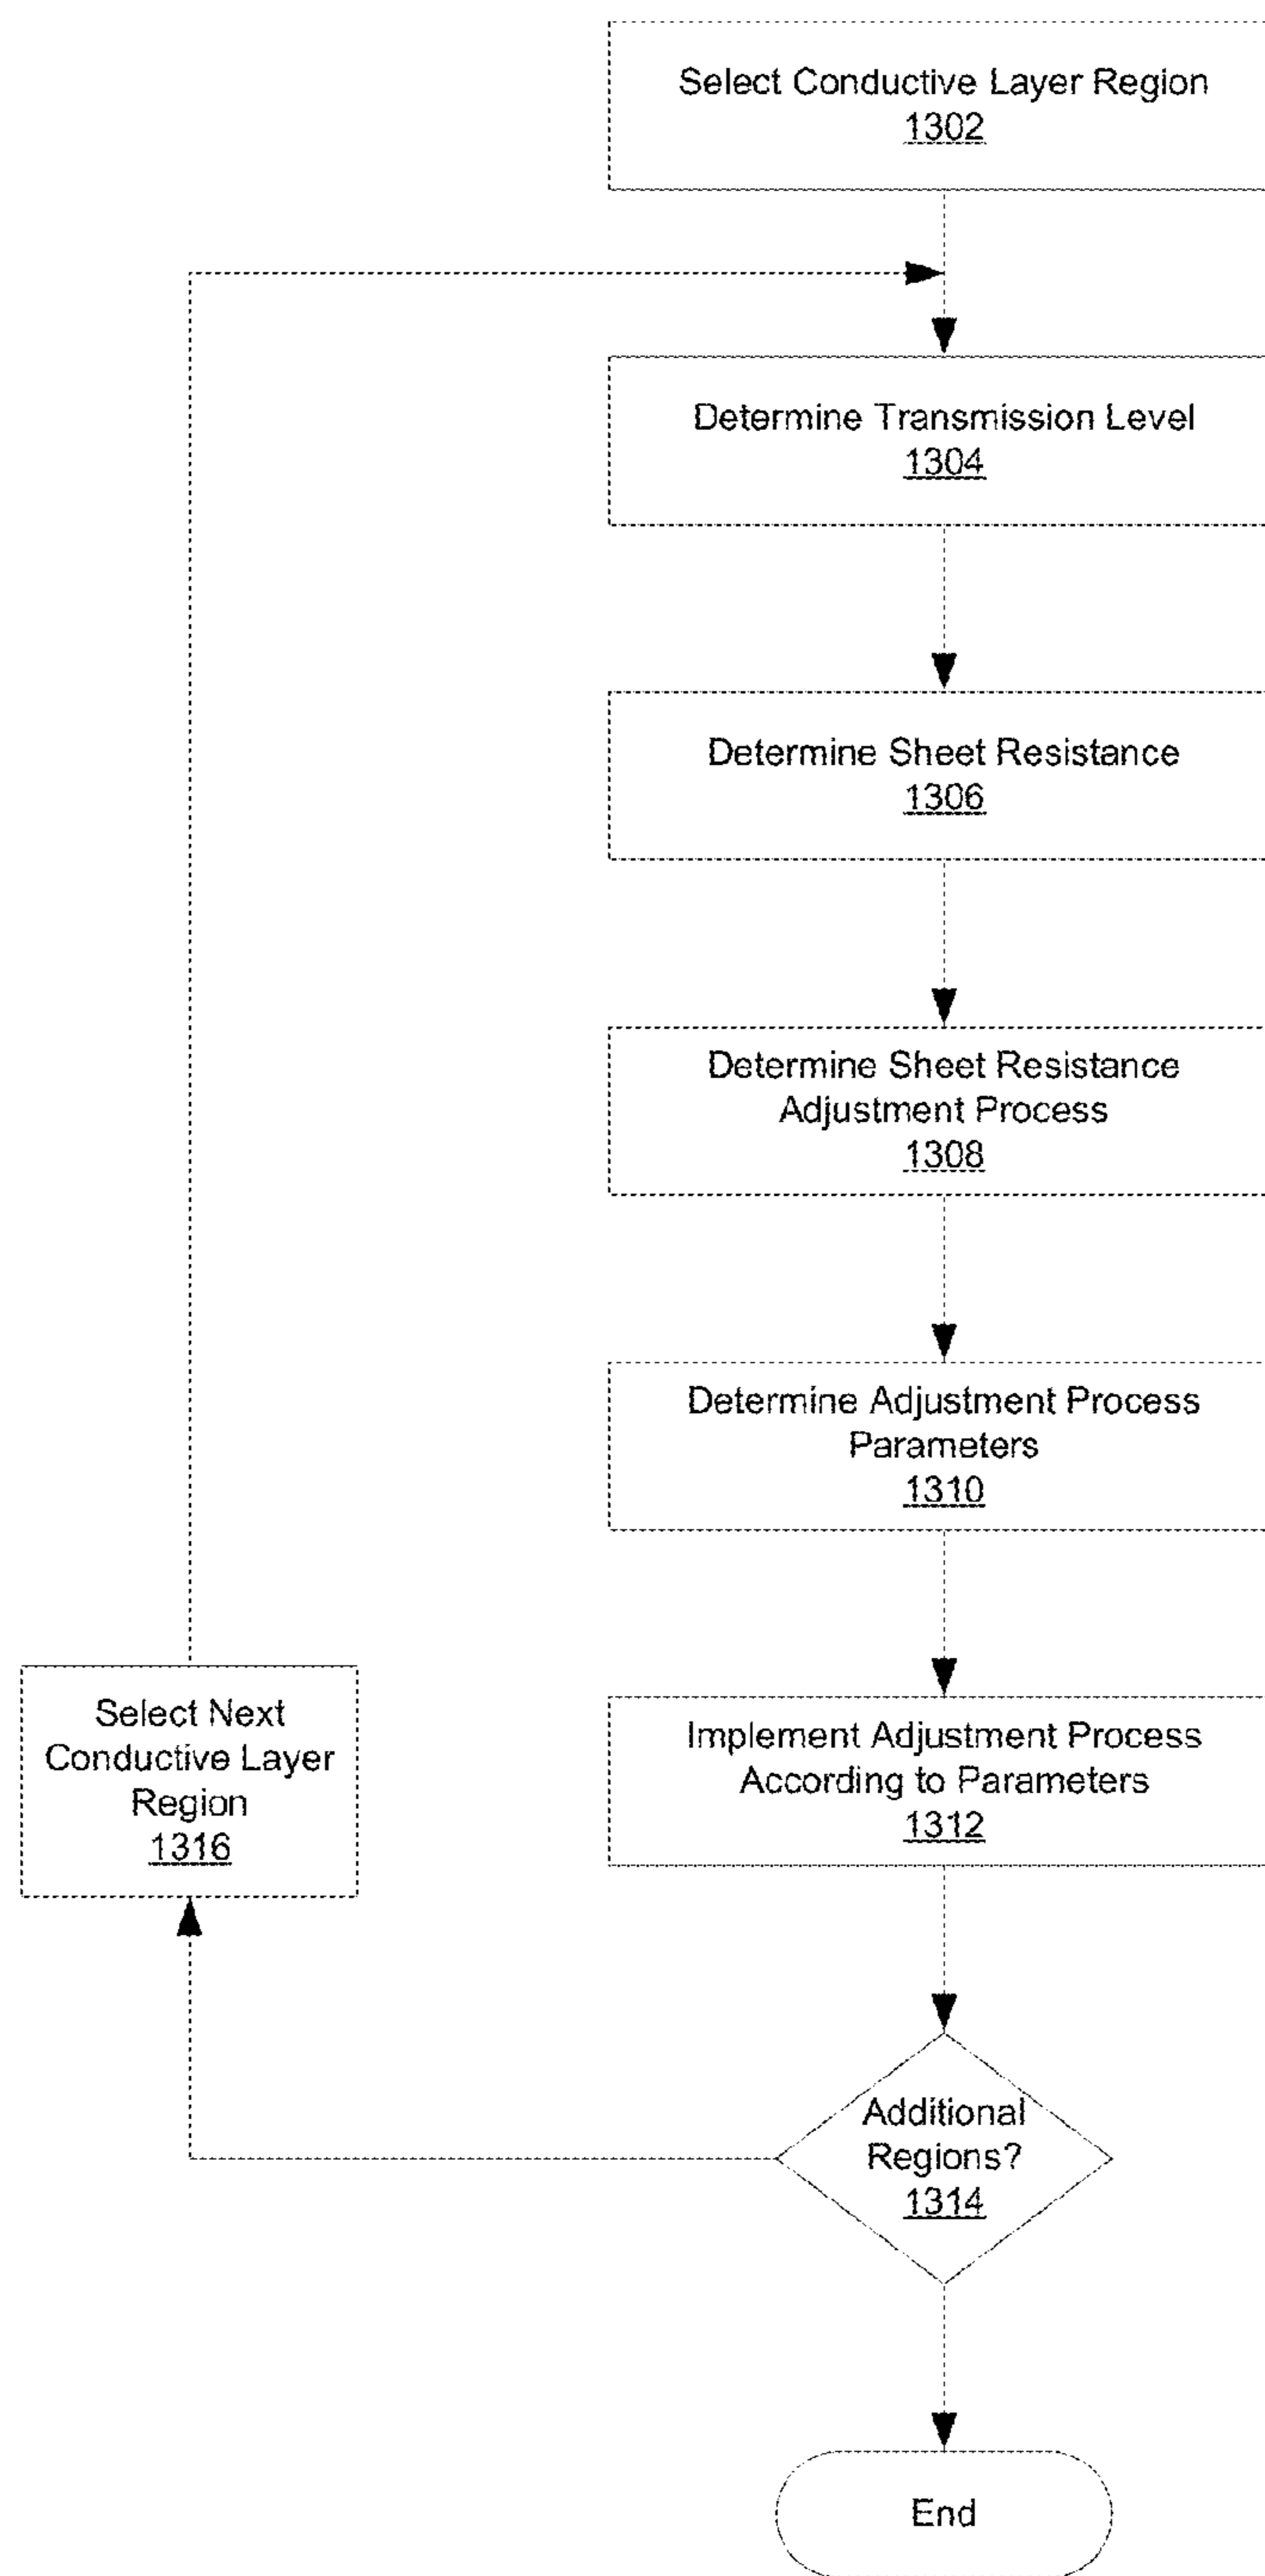 Select Conductive Layer Region
1302
Determine Transmission Level
1304
Determine Sheet Resistance
1306
Determine Sheet Resistance
Adjustment Process
1308
Determine Adjustment Process
Parameters
1310
Implement Adjustment Process
According to Parameters
1312
Select Next
Conductive Layer
Region
1316
Additional
Regions?
1314
End